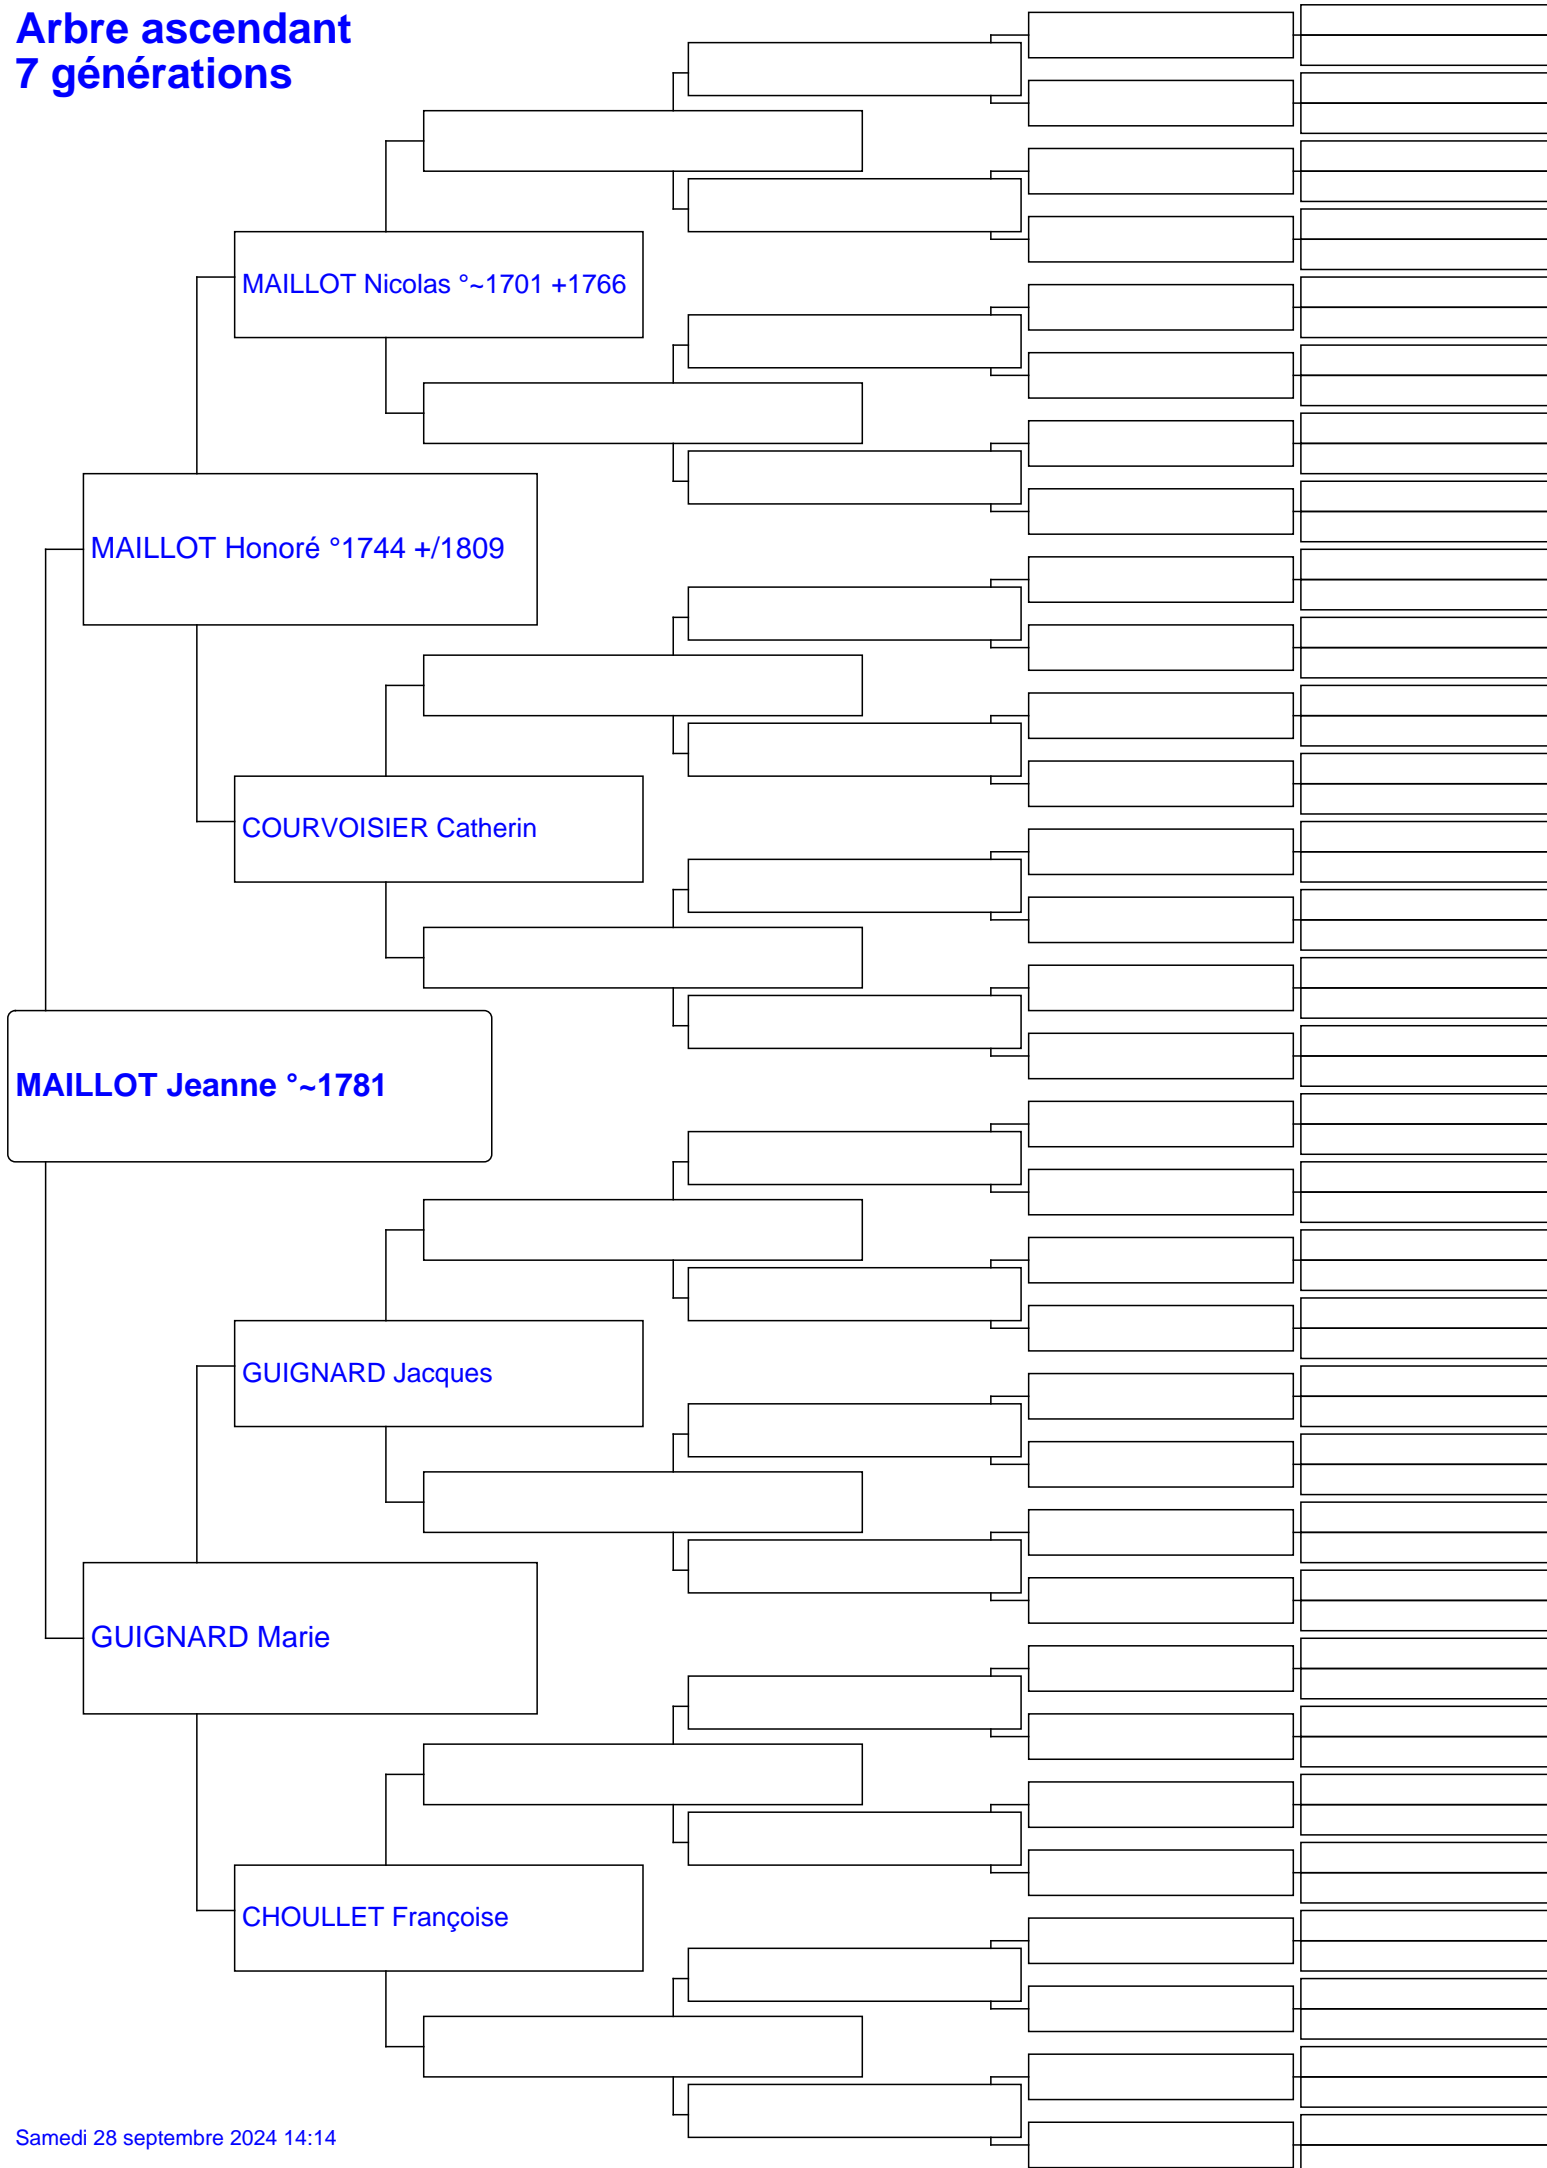 Arbre ascendant
7 générations
MAILLOT Nicolas °~1701 +1766
MAILLOT Honoré °1744 +/1809
COURVOISIER Catherin
MAILLOT Jeanne °~1781
GUIGNARD Jacques
GUIGNARD Marie
CHOULLET Françoise
Samedi 28 septembre 2024 14:14